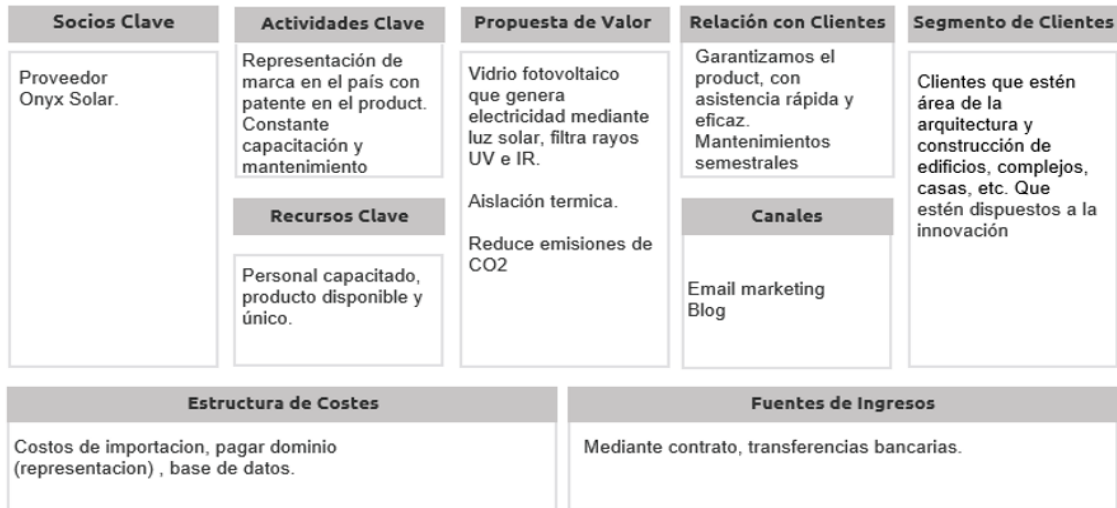 Socios Clave
Proveedor
Onyx Solar.
Actividades Clave
Representación de
marca en el país con
patente en el product.
Constante
capacitación y
mantenimiento
Recursos Clave
Personal capacitado,
producto disponible y
único.
Propuesta de Valor
Vidrio fotovoltaico
que genera
electricidad mediante
luz solar, filtra rayos
UV e IR.
Aislación termica.
Reduce emisiones de
CO2
Relación con Clientes
Garantizamos el
product, con
asistencia rápida y
eficaz.
Mantenimientos
semestrales
Canales
Email marketing
Blog
Segmento de Clientes
Clientes que estén
área de la
arquitectura y
construcción de
edificios, complejos,
casas, etc. Que
estén dispuestos a la
innovación
Estructura de Costes
Costos de importacion, pagar dominio
(representacion) , base de datos.
Fuentes de Ingresos
Mediante contrato, transferencias bancarias.